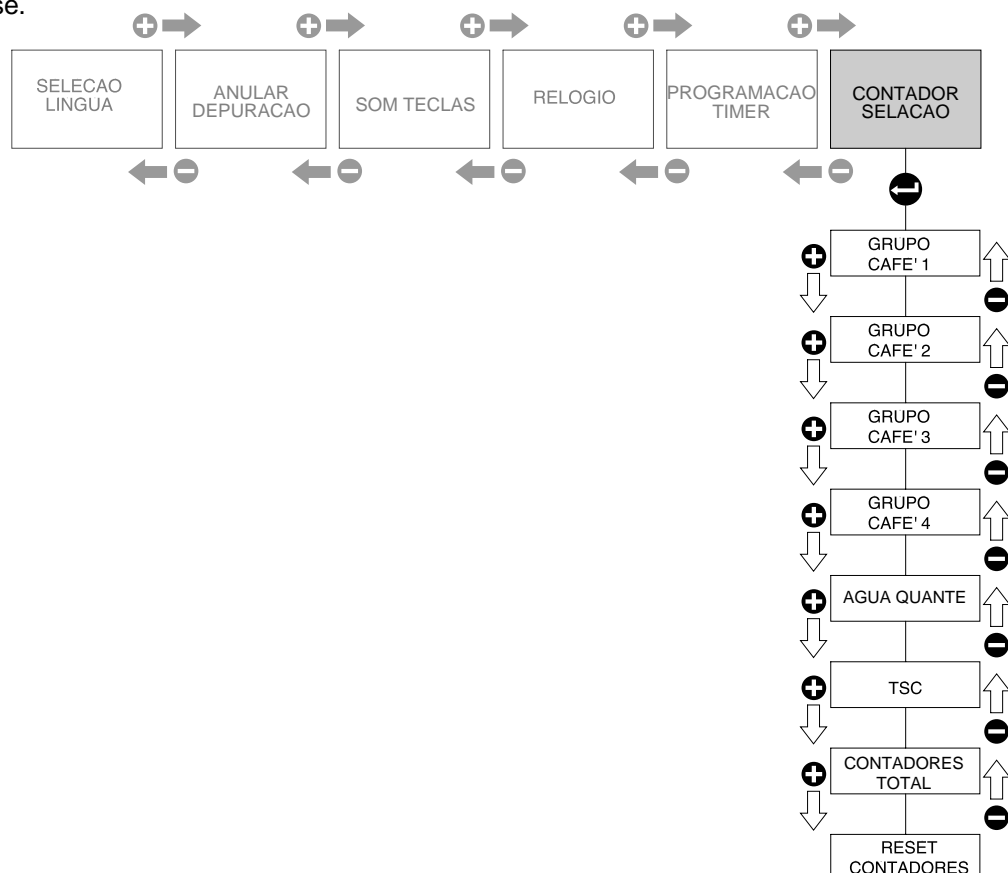 se.
SELECAO
LINGUA
ANULAR
DEPURACAO
SOM TECLAS
RELOGIO
PROGRAMACAO
TIMER
CONTADOR
SELACAO
GRUPO
CAFE' 1
GRUPO
CAFE' 2
GRUPO
CAFE' 3
GRUPO
CAFE' 4
AGUA QUANTE
TSC
CONTADORES
TOTAL
RESET
CONTADORES